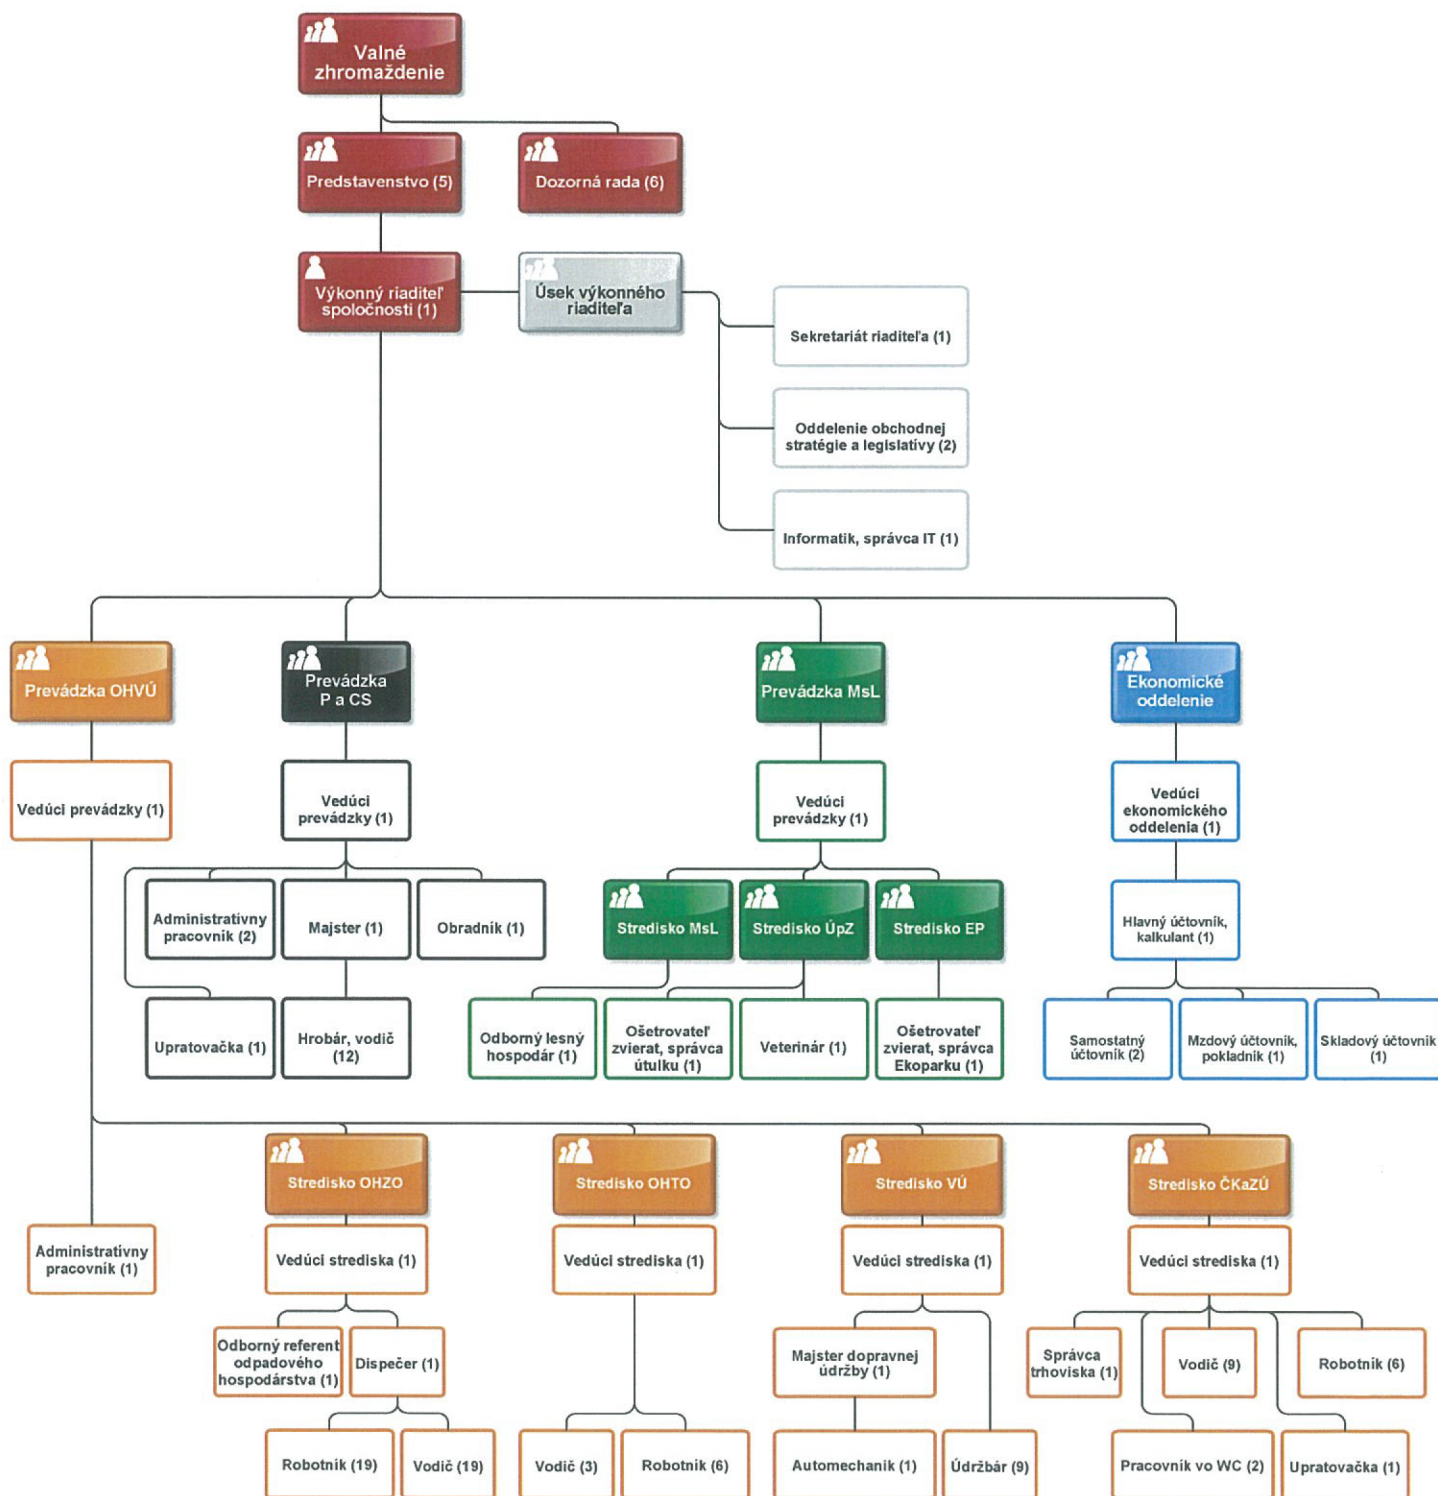 Valné
zhromaždenie
Predstavenstvo (5)
Dozorná rada (6)
Výkonný riaditeľ
spoločnosti (1)
Úsek výkonného
riaditeľa
Sekretariát riaditeľa (1)
Oddelenie obchodnej
stratégie a legislatívy (2)
Informatik, správca IT (1)
Prevádzka OHVÚ
Prevádzka
P a CS
Prevádzka MsL
Ekonomické
oddelenie
Vedúci prevádzky (1)
Vedúci
prevádzky (1)
Vedúci
prevádzky (1)
Vedúci
ekonomického
oddelenia (1)
Administratívny
pracovník (2)
Majster (1)
Obradník (1)
Stredisko MsL
Stredisko ÚpZ
Stredisko EP
Hlavný účtovník,
kalkulant (1)
Upratovačka (1)
Hrobár, vodič
(12)
Odborný lesný
hospodár (1)
Ošetrovateľ
zvierat, správca
útulku (1)
Veterinár (1)
Ošetrovateľ
zvierat, správca
Ekoparku (1)
Samostatný
účtovník (2)
Mzdový účtovník,
pokladník (1)
Skladový účtovník
(1)
Stredisko OHZO
Stredisko OHTO
Stredisko VÚ
Stredisko ČKaZÚ
Administratívny
pracovník (1)
Vedúci strediska (1)
Vedúci strediska (1)
Vedúci strediska (1)
Vedúci strediska (1)
Odborný referent
odpadového
hospodárstva (1)
Dispečer (1)
Majster dopravnej
údržby (1)
Správca
trhoviska (1)
Vodič (9)
Robotník (6)
Robotník (19)
Vodič (19)
Vodič (3)
Robotník (6)
Automechanik (1)
Údržbár (9)
Pracovník vo WC (2)
Upratovačka (1)